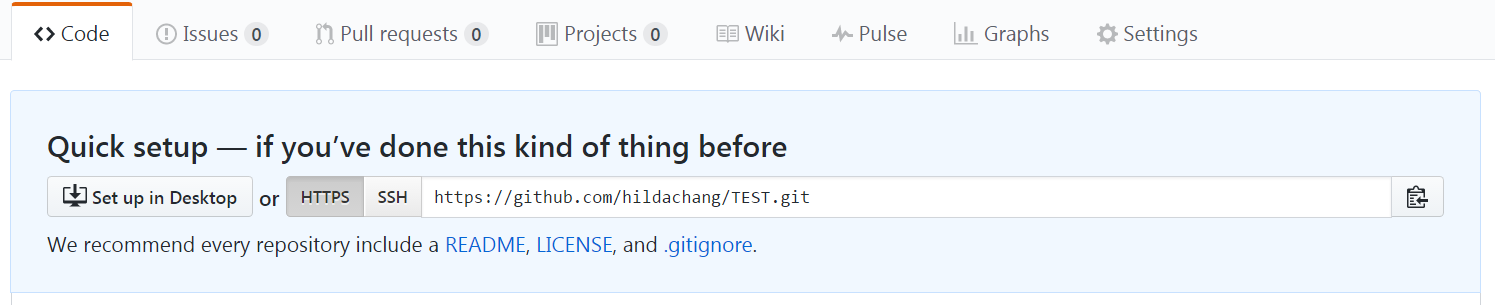 Code Issues 0 Pull requests 0 Projects 0 Wiki Pulse Graphs Settings
Quick setup — if you’ve done this kind of thing before
Set up in Desktop or HTTPS SSH https://github.com/hildachang/TEST.git
We recommend every repository include a README, LICENSE, and .gitignore.